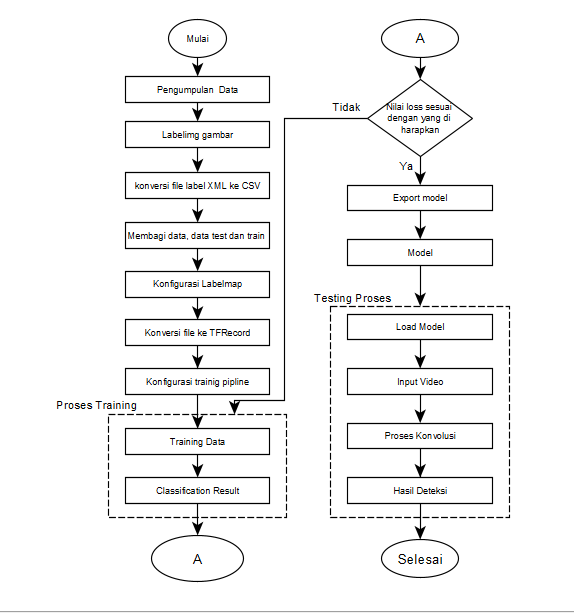 Mulai
Pengumpulan Data
Labelimg gambar
konversi file label XML ke CSV
Membagi data, data test dan train
Konfigurasi Labelmap
Konversi file ke TFRecord
Konfigurasi trainig pipline
Proses Training
Training Data
Classification Result
A
A
Nilai loss sesuai
dengan yang di
harapkan
Tidak
Ya
Export model
Model
Testing Proses
Load Model
Input Video
Proses Konvolusi
Hasil Deteksi
Selesai